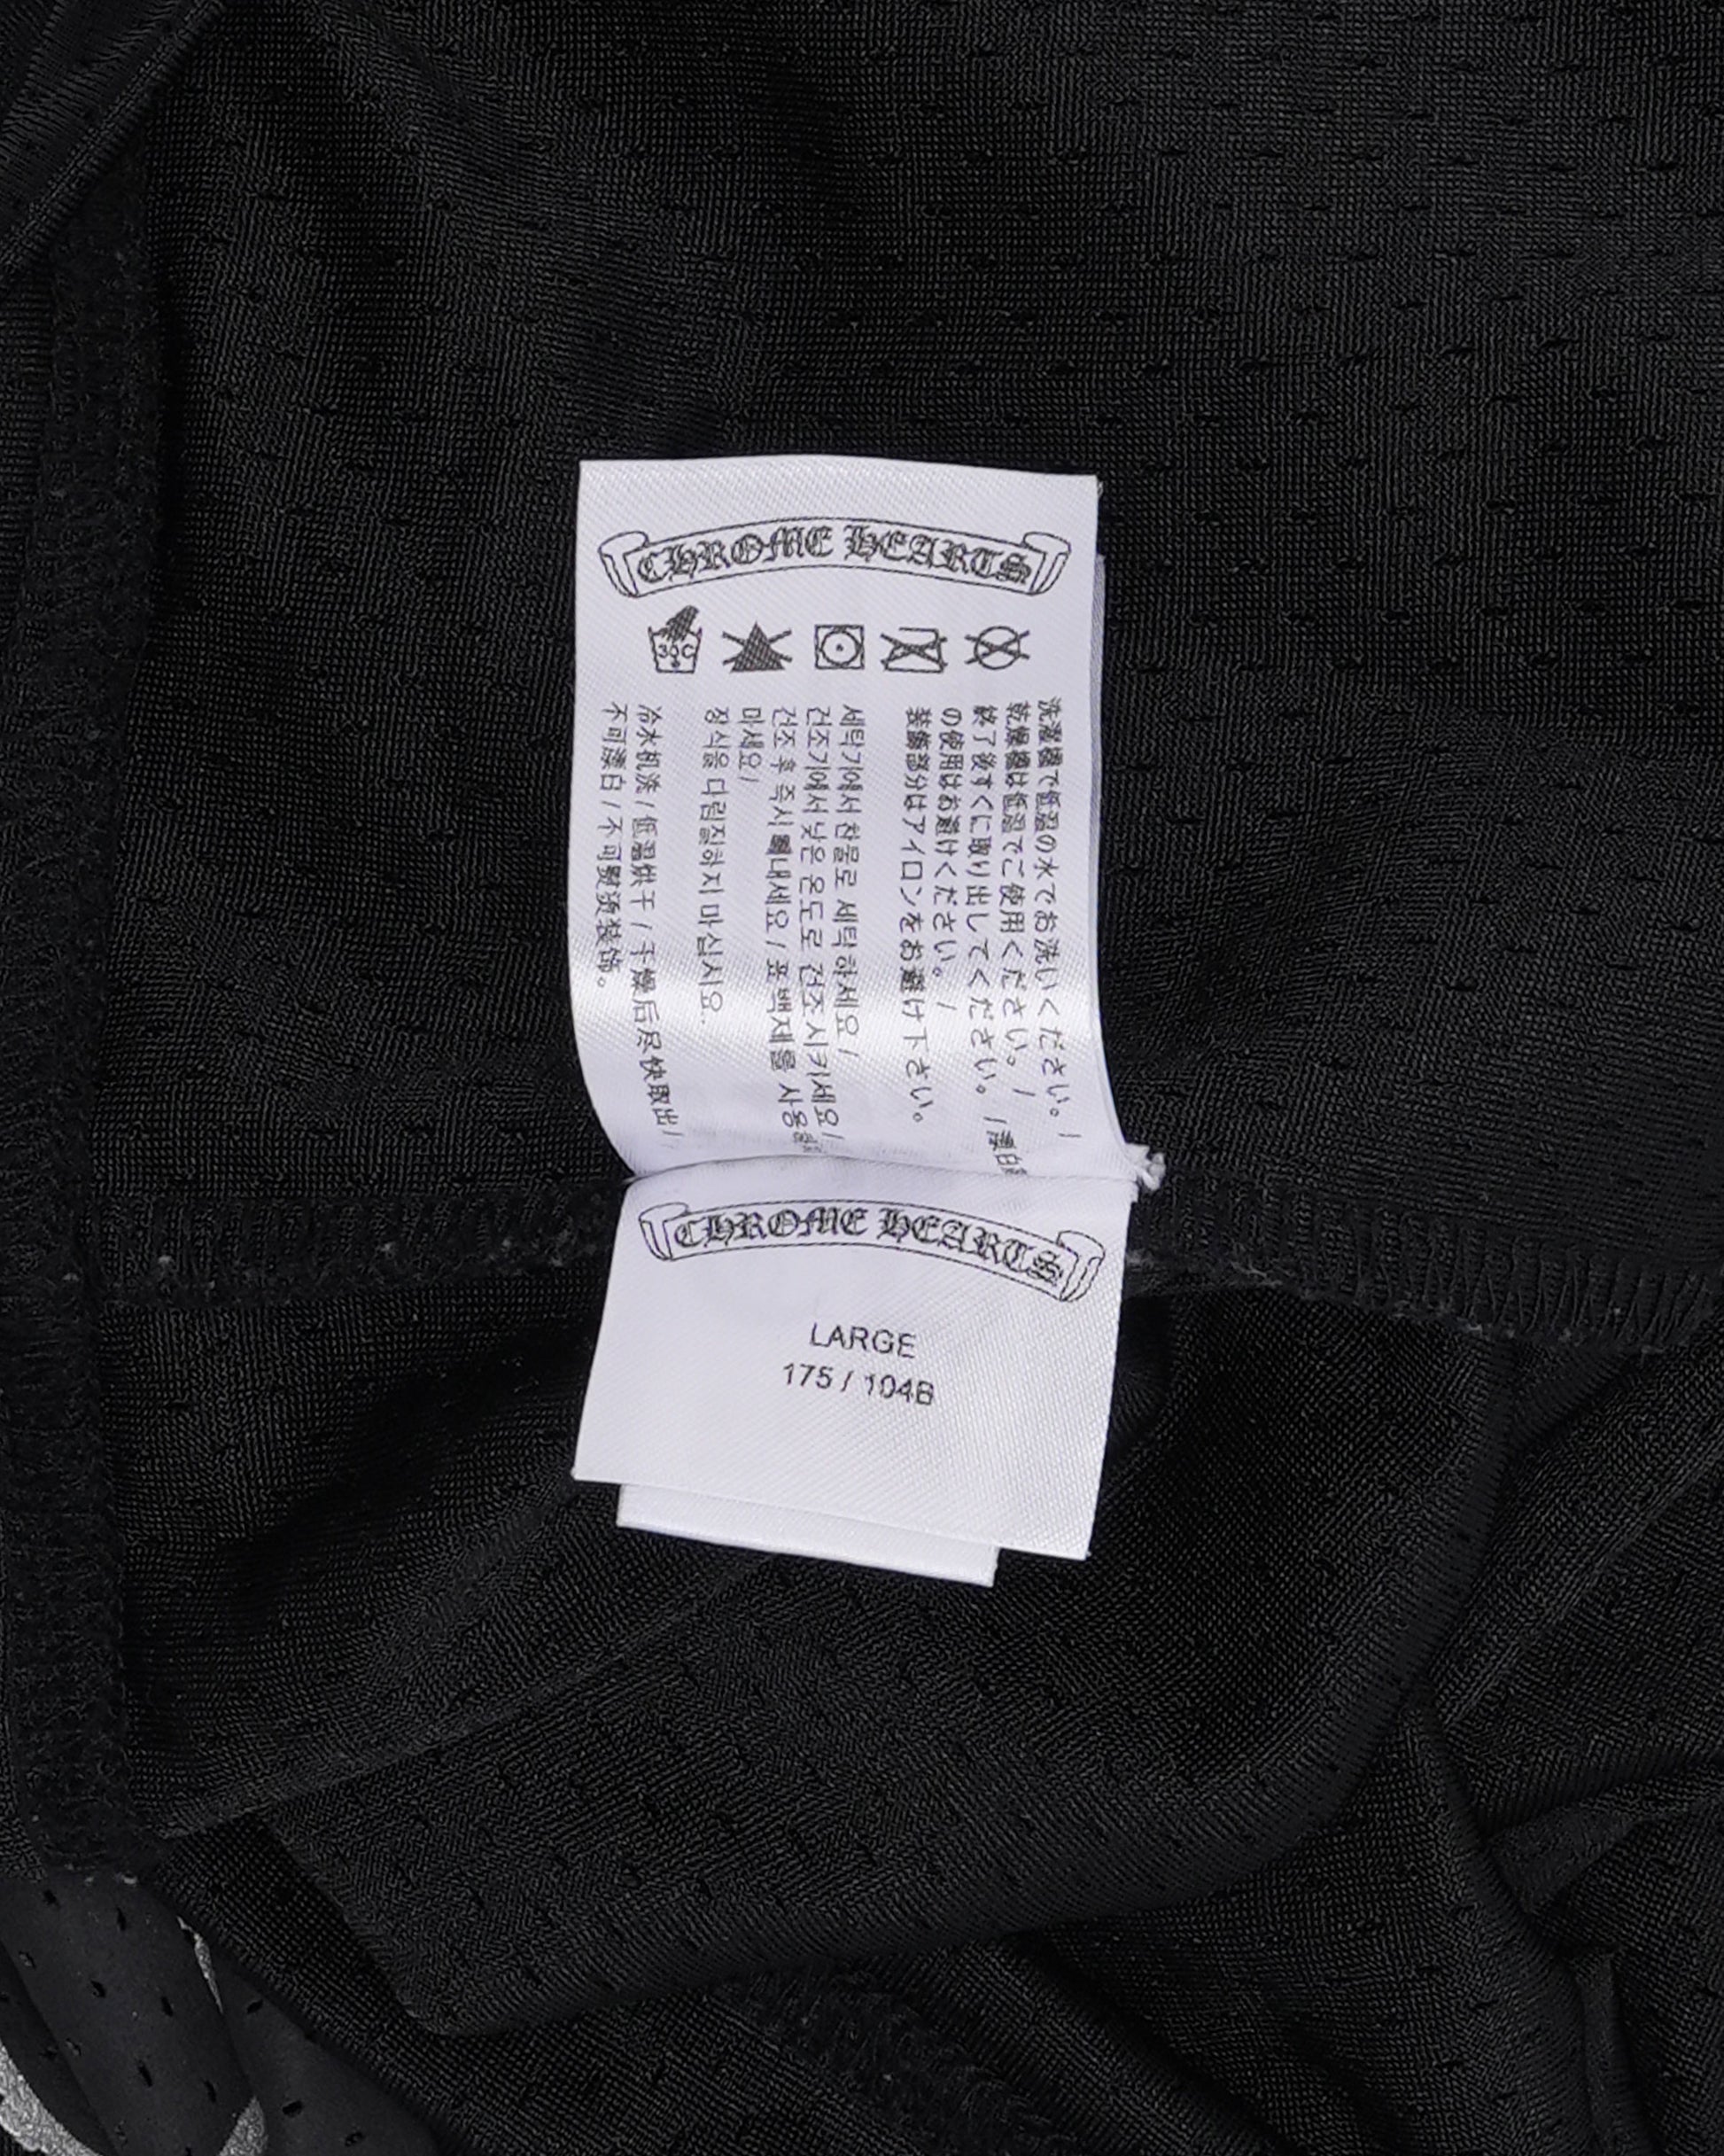 CHROME HEARTS
30C
洗濯機で低温の水でお洗いください。/
乾燥機は低温でご使用ください。/
終了後すぐに取り出してください。/漂白
の使用はお避けください。/
装飾部分はアイロンをお避け下さい。
세탁기에서 찬물로 세탁 하세요 /
건조기에서 낮은 온도로 건조시키세요 /
건조 후 즉시 빼내세요 / 표백제를 사용
마세요 /
장식을 다림질하지 마십시오.
冷水机洗 / 低温烘干 / 干燥后尽快取出 /
不可漂白 / 不可熨烫装饰。
CHROME HEARTS
LARGE
175 / 104B